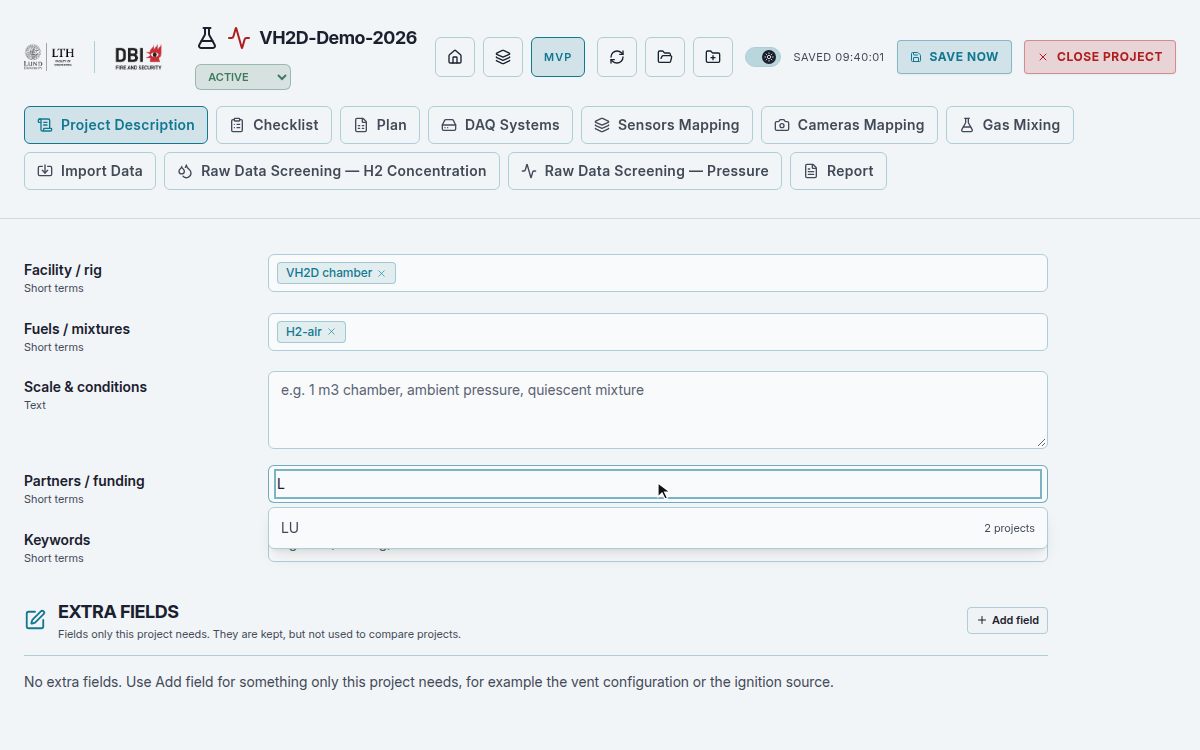 LUND
UNIVERSITY
LTH
DBI
FIRE AND SECURITY
VH2D-Demo-2026
ACTIVE
MVP
SAVED 09:40:01
SAVE NOW
CLOSE PROJECT
Project Description
Checklist
Plan
DAQ Systems
Sensors Mapping
Cameras Mapping
Gas Mixing
Import Data
Raw Data Screening — H2 Concentration
Raw Data Screening — Pressure
Report
Facility / rig
Short terms
VH2D chamber
Fuels / mixtures
Short terms
H2-air
Scale & conditions
Text
e.g. 1 m3 chamber, ambient pressure, quiescent mixture
Partners / funding
Short terms
L
LU 2 projects
Keywords
Short terms
EXTRA FIELDS
Fields only this project needs. They are kept, but not used to compare projects.
Add field
No extra fields. Use Add field for something only this project needs, for example the vent configuration or the ignition source.